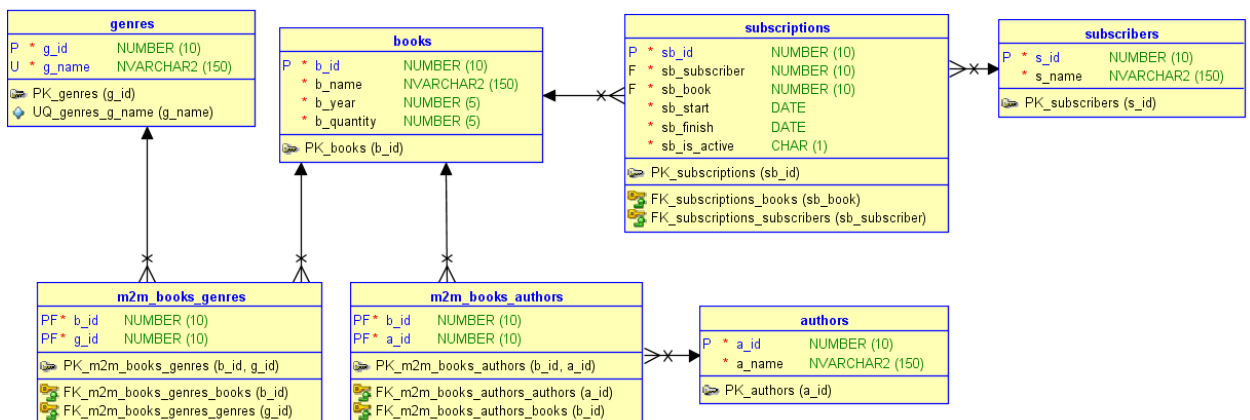 genres
P * g_id NUMBER (10)
U * g_name NVARCHAR2 (150)
PK_genres (g_id)
UQ_genres_g_name (g_name)
books
P * b_id NUMBER (10)
* b_name NVARCHAR2 (150)
* b_year NUMBER (5)
* b_quantity NUMBER (5)
PK_books (b_id)
subscriptions
P * sb_id NUMBER (10)
F * sb_subscriber NUMBER (10)
F * sb_book NUMBER (10)
* sb_start DATE
* sb_finish DATE
* sb_is_active CHAR (1)
PK_subscriptions (sb_id)
FK_subscriptions_books (sb_book)
FK_subscriptions_subscribers (sb_subscriber)
subscribers
P * s_id NUMBER (10)
* s_name NVARCHAR2 (150)
PK_subscribers (s_id)
m2m_books_genres
PF* b_id NUMBER (10)
PF* g_id NUMBER (10)
PK_m2m_books_genres (b_id, g_id)
FK_m2m_books_genres_books (b_id)
FK_m2m_books_genres_genres (g_id)
m2m_books_authors
PF* b_id NUMBER (10)
PF* a_id NUMBER (10)
PK_m2m_books_authors (b_id, a_id)
FK_m2m_books_authors_authors (a_id)
FK_m2m_books_authors_books (b_id)
authors
P * a_id NUMBER (10)
* a_name NVARCHAR2 (150)
PK_authors (a_id)